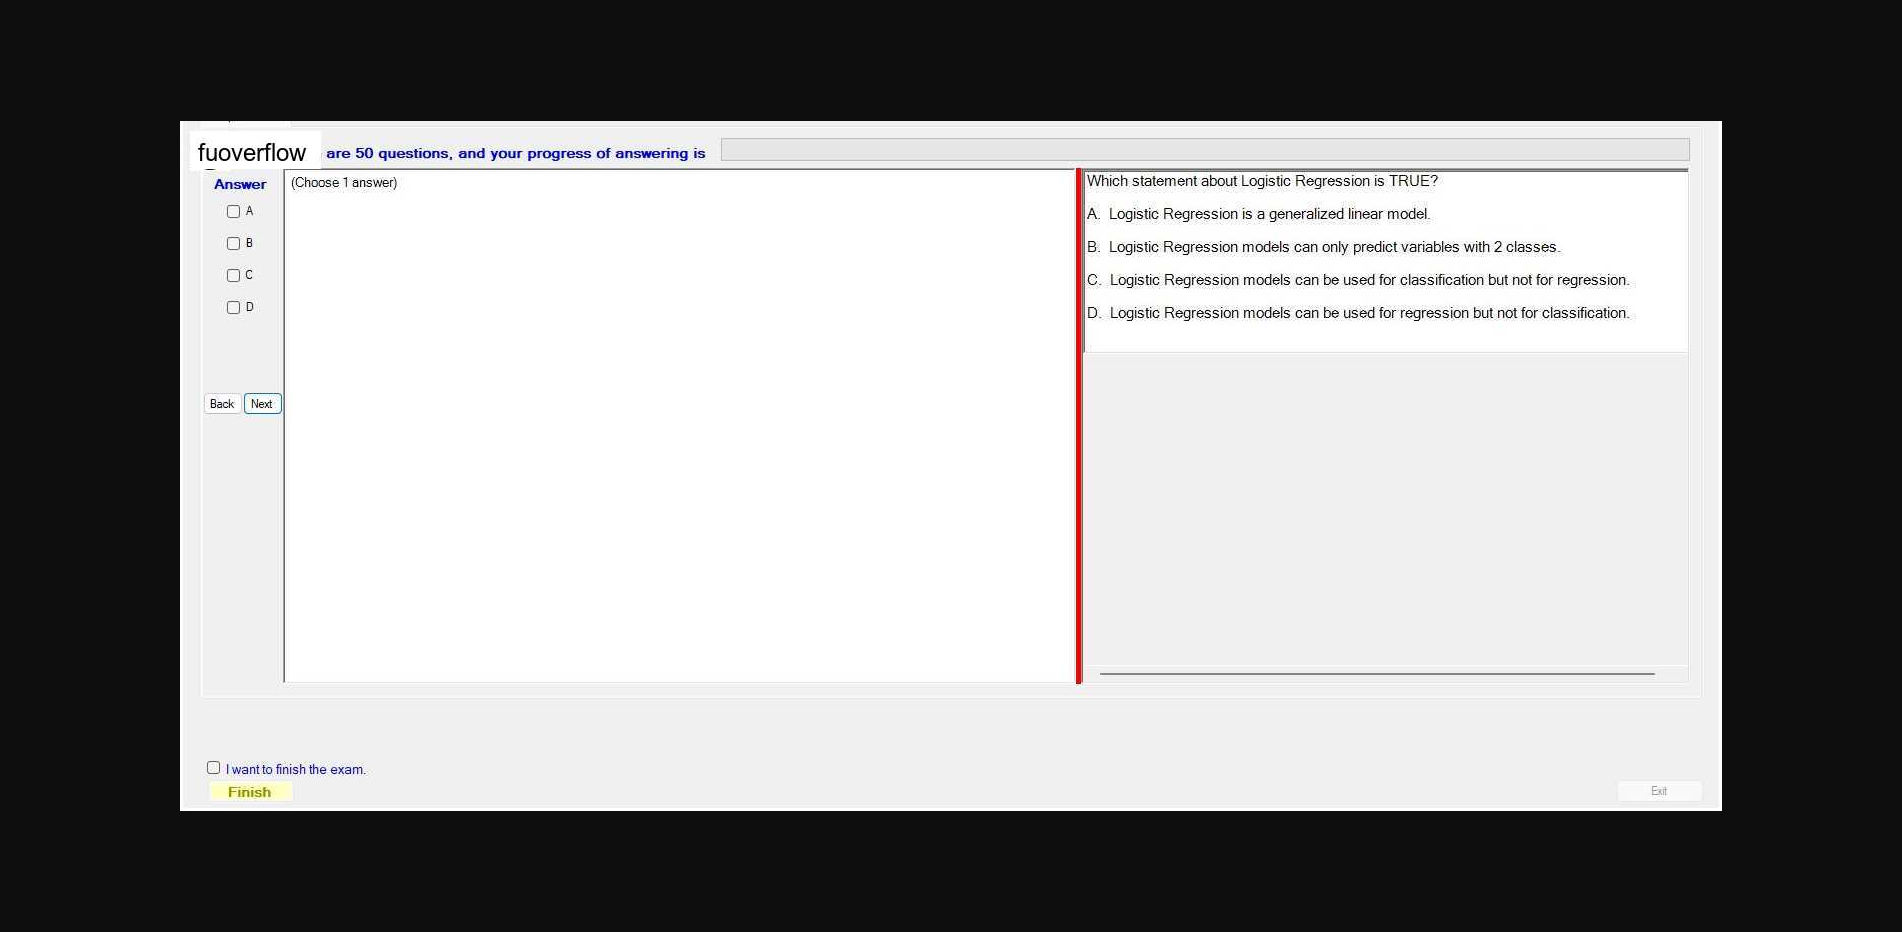 fuoverflow are 50 questions, and your progress of answering is
Answer
(Choose 1 answer)
A
B
C
D
Back Next
Which statement about Logistic Regression is TRUE?
A. Logistic Regression is a generalized linear model.
B. Logistic Regression models can only predict variables with 2 classes.
C. Logistic Regression models can be used for classification but not for regression.
D. Logistic Regression models can be used for regression but not for classification.
I want to finish the exam.
Finish
Exit